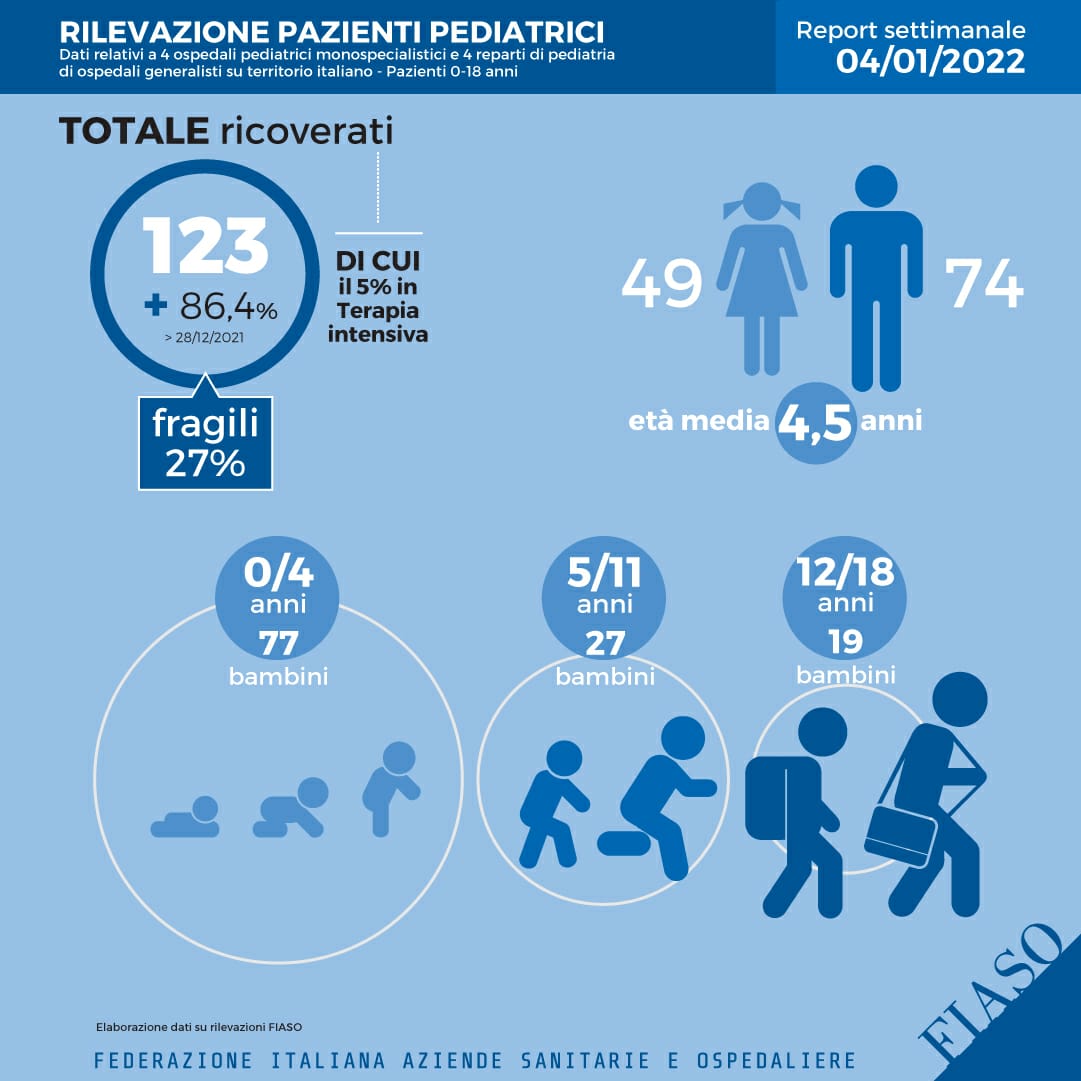 RILEVAZIONE PAZIENTI PEDIATRICI
Dati relativi a 4 ospedali pediatrici monospecialistici e 4 reparti di pediatria
di ospedali generalisti su territorio italiano - Pazienti 0-18 anni
Report settimanale
04/01/2022
TOTALE ricoverati
123
+ 86,4%
> 28/12/2021
DI CUI
il 5% in
Terapia
intensiva
fragili
27%
49
74
età media 4,5 anni
0/4
anni
77
bambini
5/11
anni
27
bambini
12/18
anni
19
bambini
FIASO
Elaborazione dati su rilevazioni FIASO
FEDERAZIONE ITALIANA AZIENDE SANITARIE E OSPEDALIERE